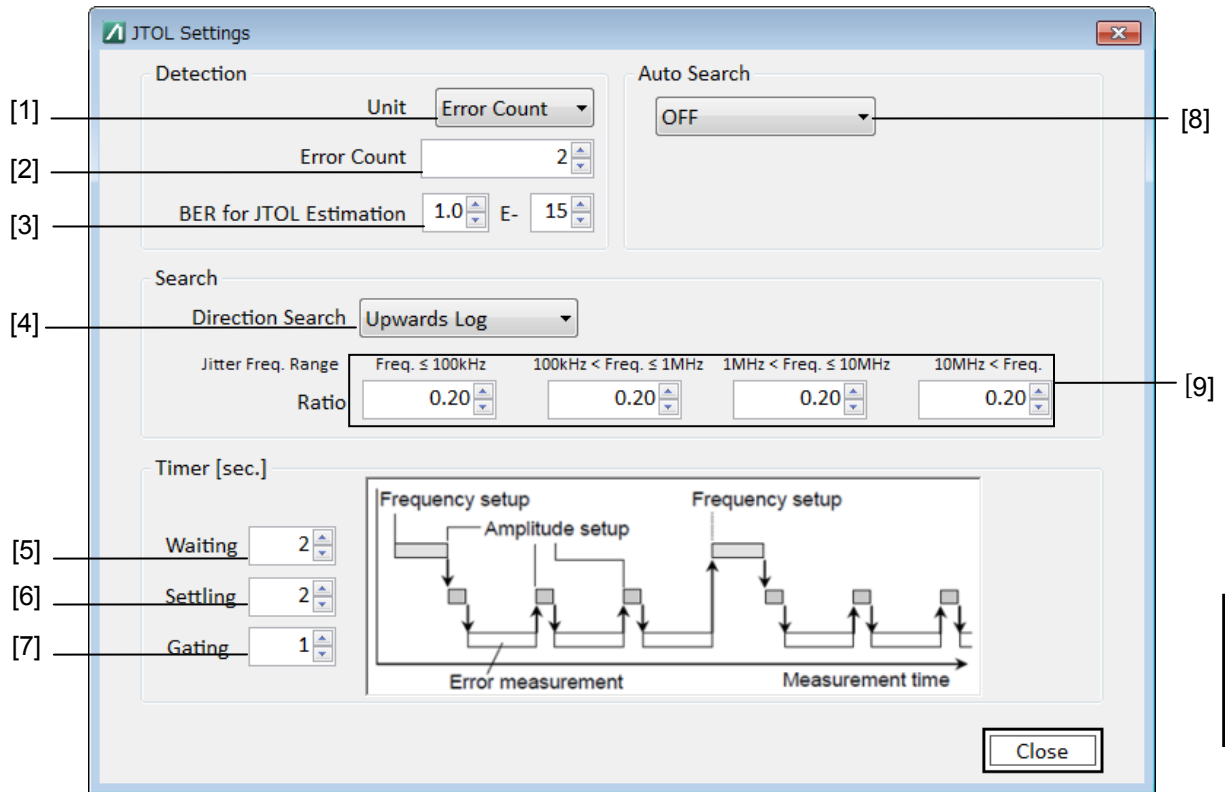 JTOL Settings
Detection
Auto Search
[1]
Unit
Error Count
OFF
[8]
[2]
Error Count
2
[3]
BER for JTOL Estimation
1.0
E-
15
Search
[4]
Direction Search
Upwards Log
Jitter Freq. Range
Freq. ≤ 100kHz
100kHz < Freq. ≤ 1MHz
1MHz < Freq. ≤ 10MHz
10MHz < Freq.
[9]
Ratio
0.20
0.20
0.20
0.20
Timer [sec.]
[5]
Waiting
2
[6]
Settling
2
[7]
Gating
1
Frequency setup
Frequency setup
Amplitude setup
Error measurement
Measurement time
Close